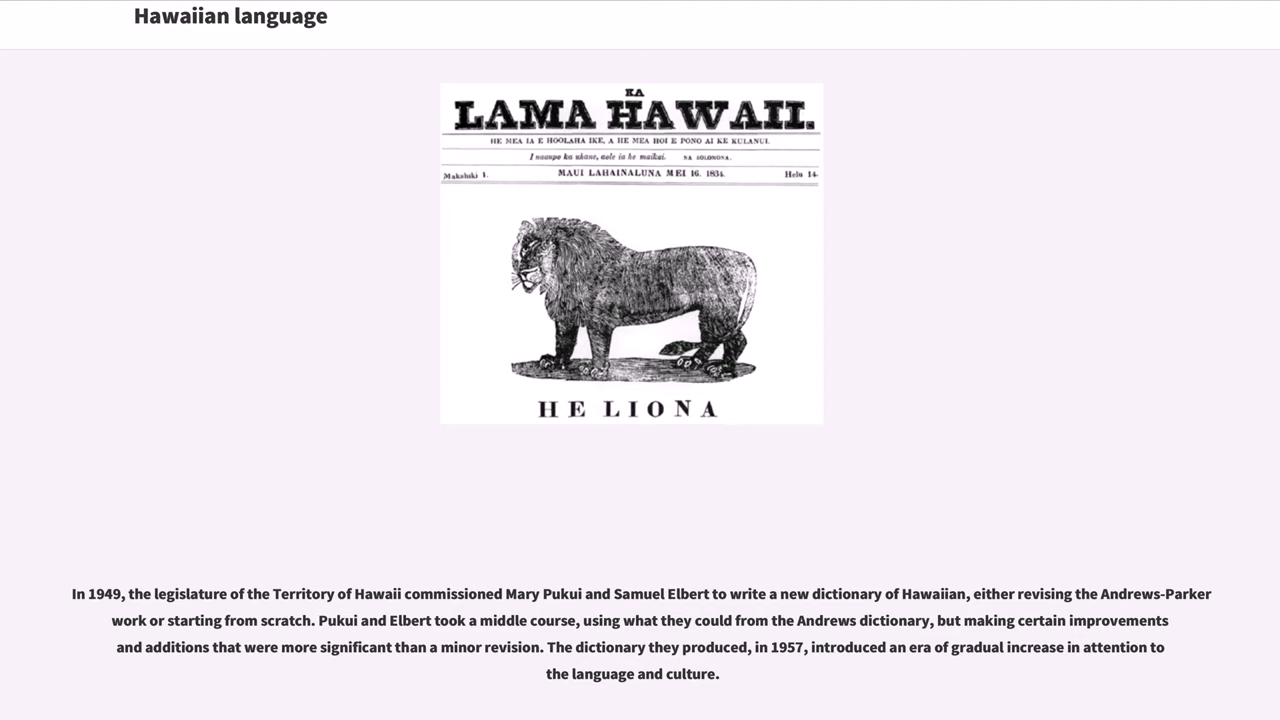 Hawaiian language
KA
LAMA HAWAII.
HE MEA IA E HOOLAHA IKE, A HE MEA HOI E PONO AI KE KULANUI.
I naaupo ka uhane, aole ia he maikai. NA SOLOMONA.
Makahiki 1. MAUI LAHAINALUNA MEI 16. 1834. Helu 14.
HE LIONA
In 1949, the legislature of the Territory of Hawaii commissioned Mary Pukui and Samuel Elbert to write a new dictionary of Hawaiian, either revising the Andrews-Parker
work or starting from scratch. Pukui and Elbert took a middle course, using what they could from the Andrews dictionary, but making certain improvements
and additions that were more significant than a minor revision. The dictionary they produced, in 1957, introduced an era of gradual increase in attention to
the language and culture.